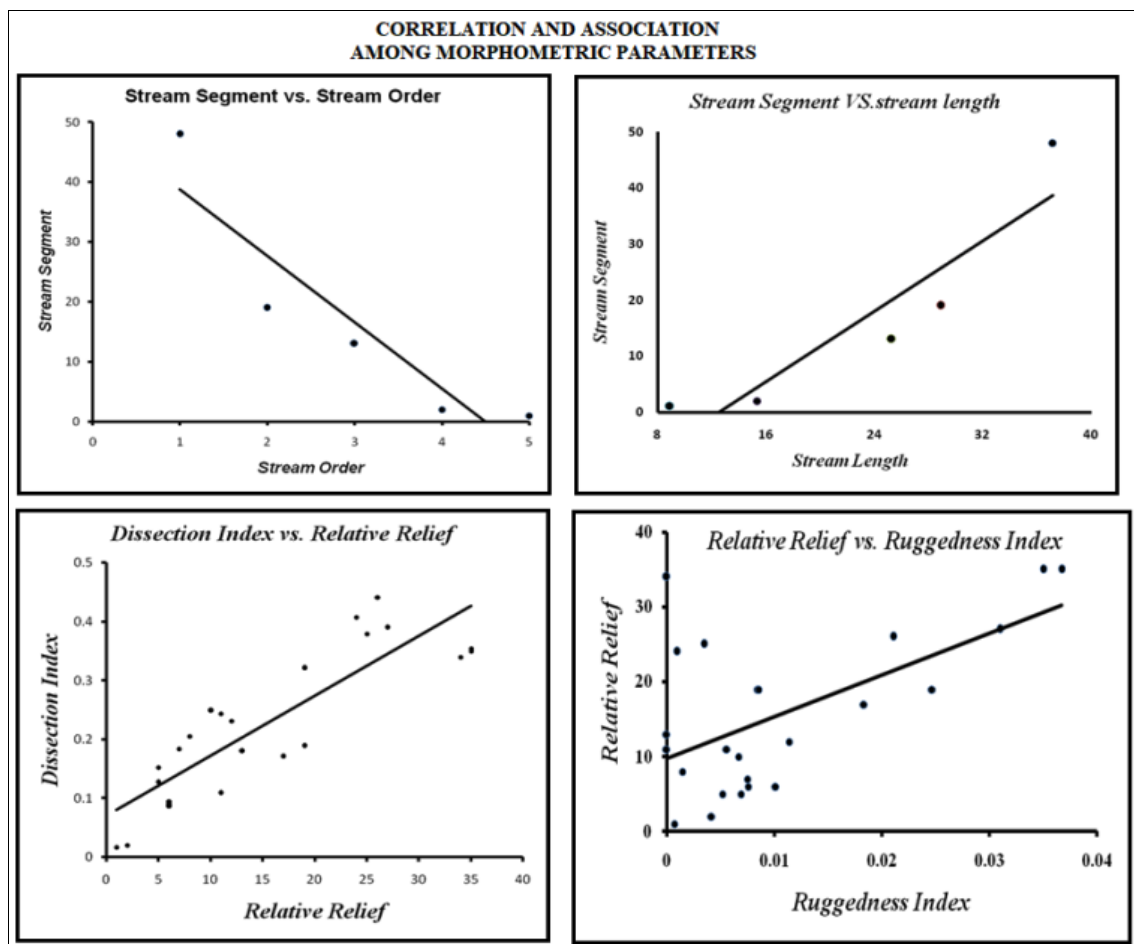 CORRELATION AND ASSOCIATION
AMONG MORPHOMETRIC PARAMETERS
Stream Segment vs. Stream Order
50
40
30
20
10
0
0 1 2 3 4 5
Stream Segment
Stream Order
Stream Segment VS.stream length
50
40
30
20
10
0
8 16 24 32 40
Stream Segment
Stream Length
Dissection Index vs. Relative Relief
0.5
0.4
0.3
0.2
0.1
0
0 5 10 15 20 25 30 35 40
Dissection Index
Relative Relief
Relative Relief vs. Ruggedness Index
40
30
20
10
0
0 0.01 0.02 0.03 0.04
Relative Relief
Ruggedness Index